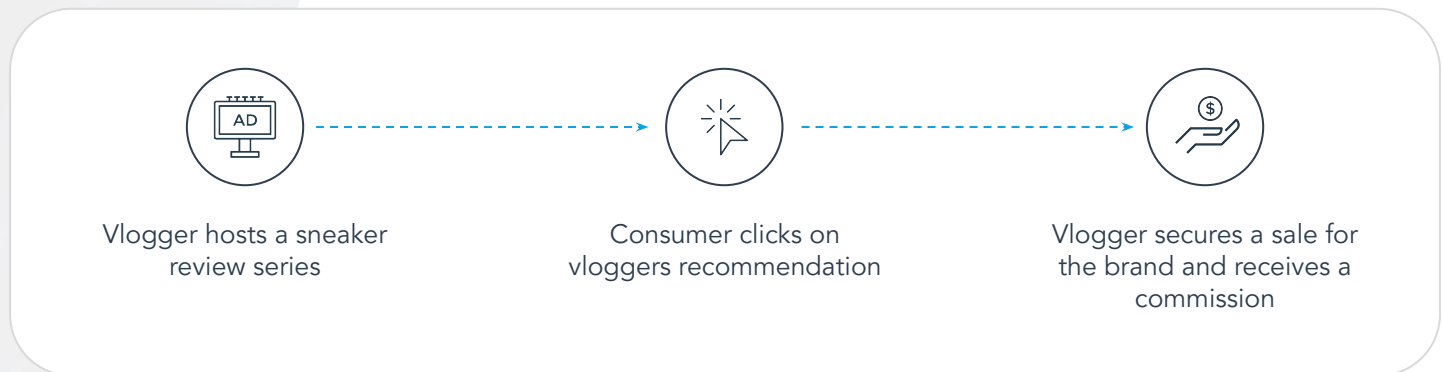 AD
$
Vlogger hosts a sneaker
review series
Consumer clicks on
vloggers recommendation
Vlogger secures a sale for
the brand and receives a
commission